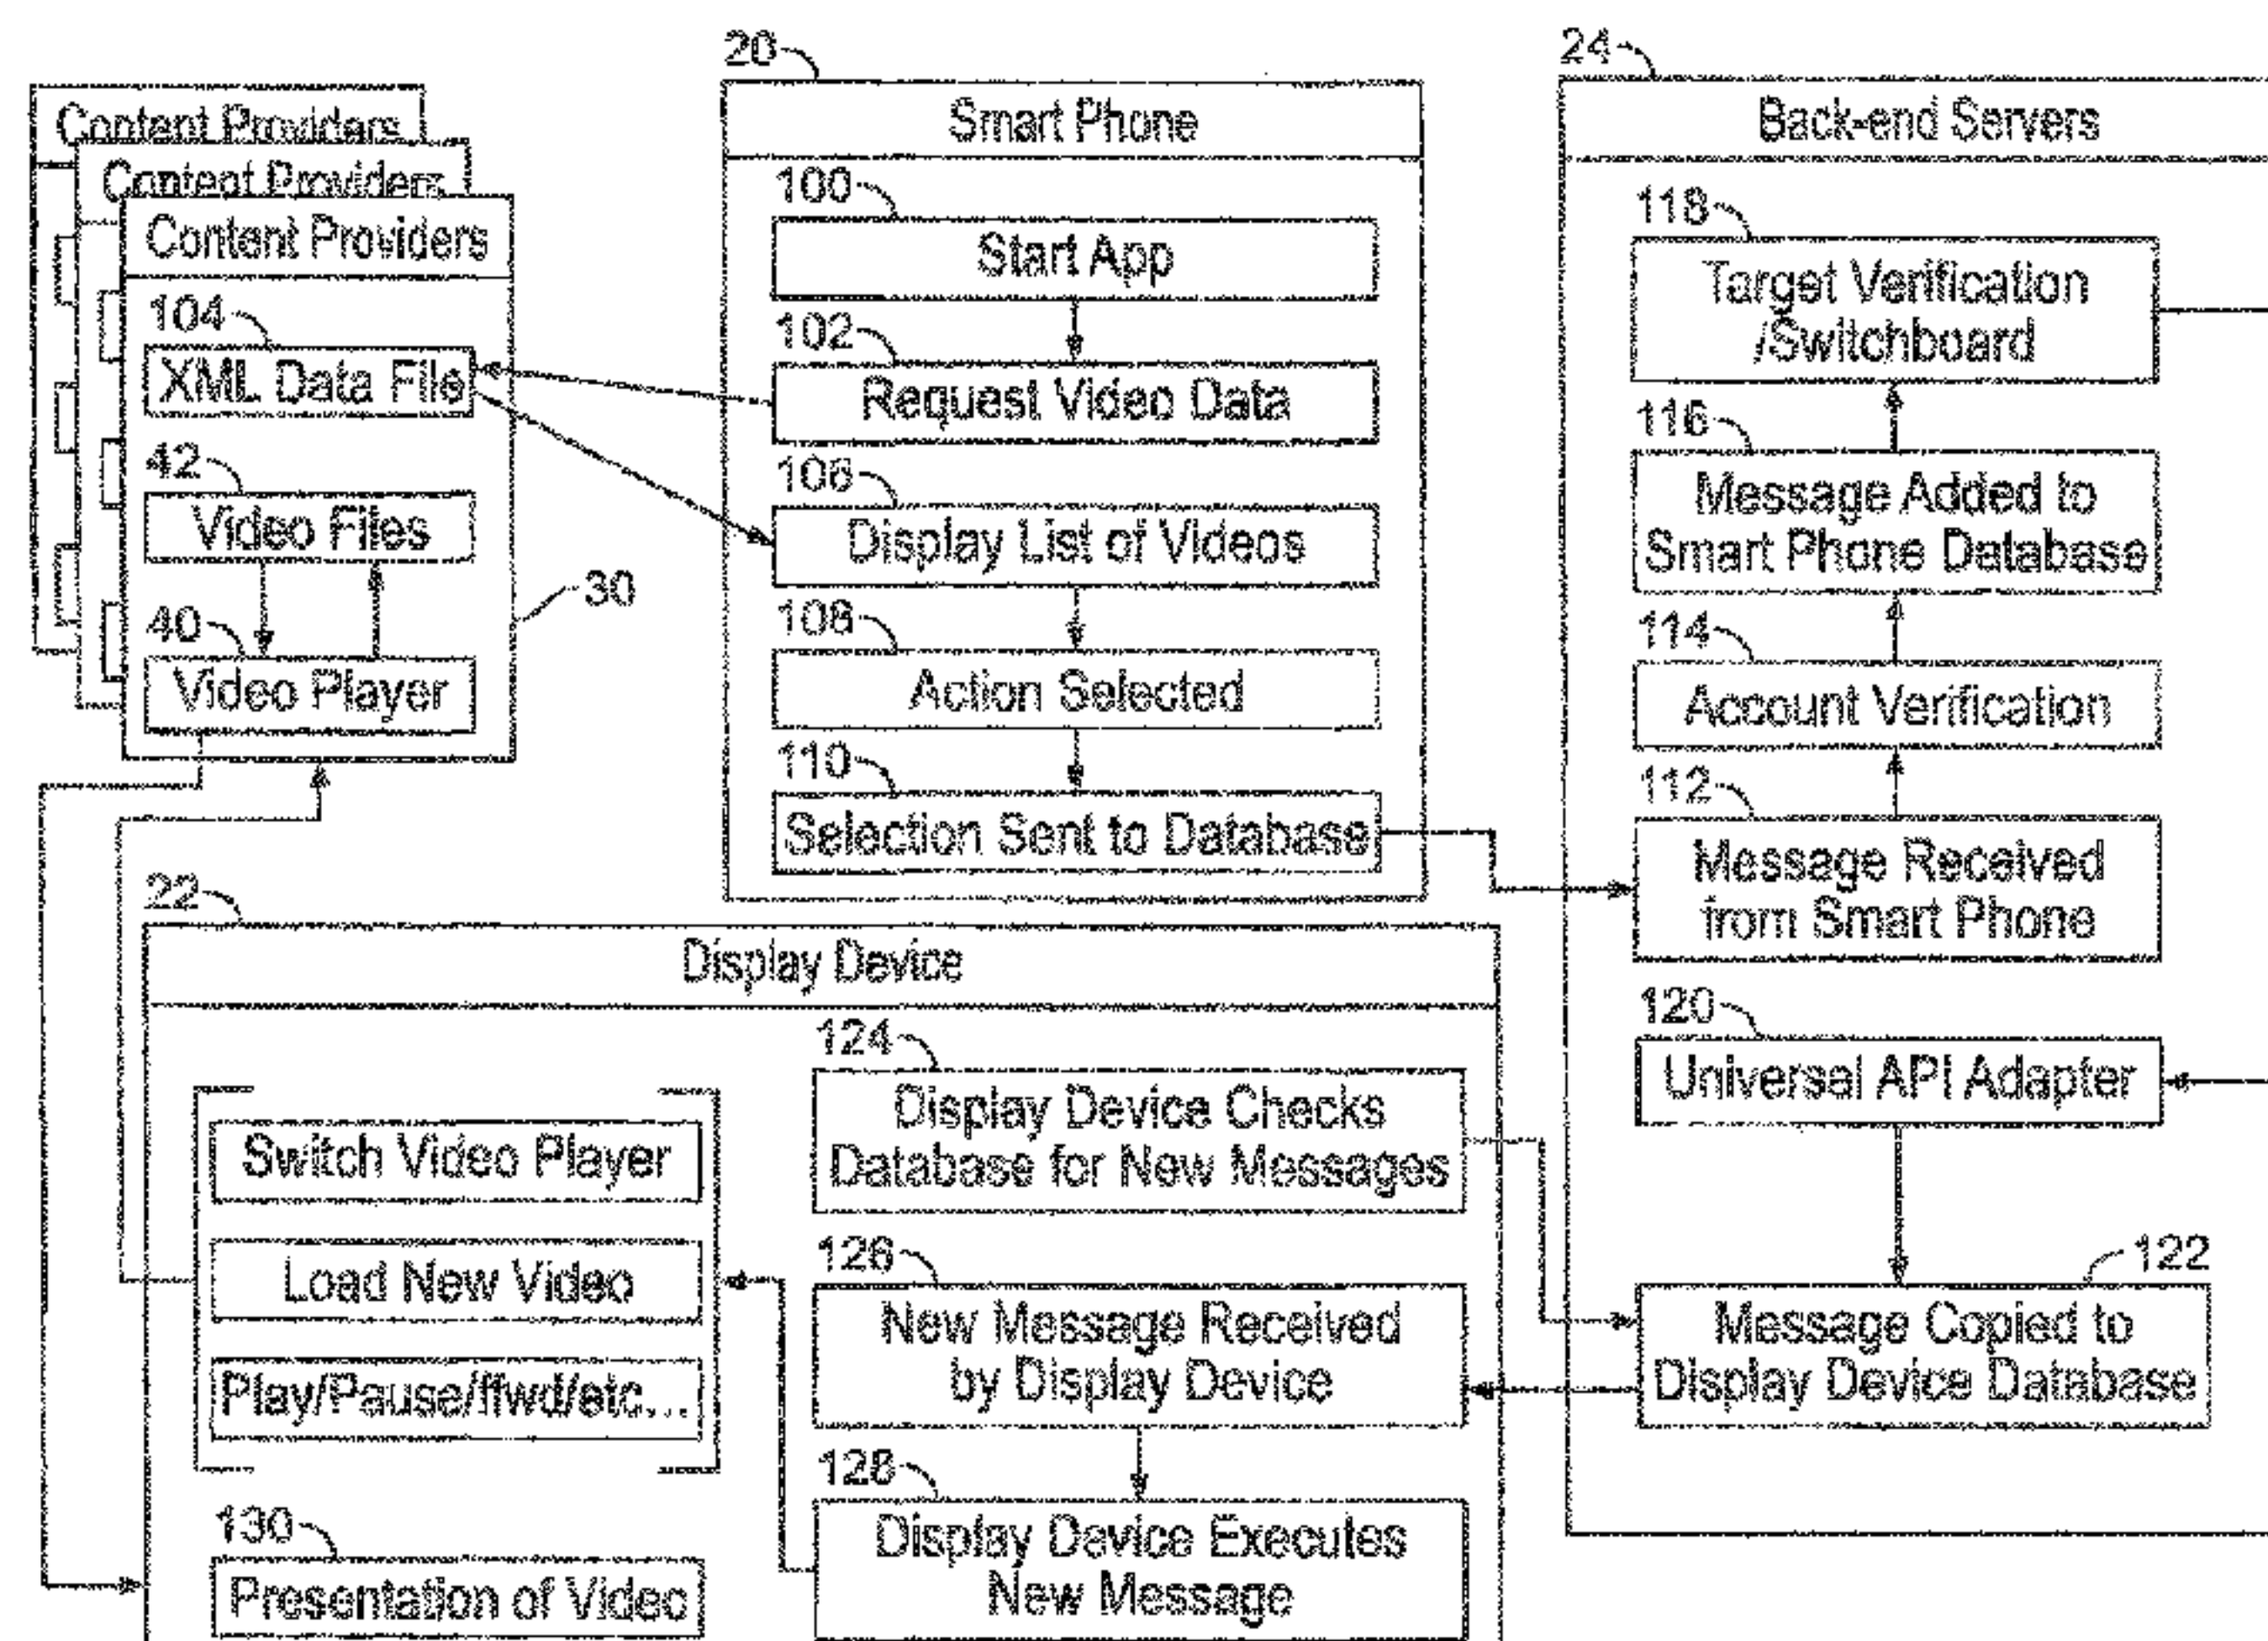 Content Providers
Content Providers
Content Providers
104
XML Data File
42
Video Files
40
Video Player
30
20
Smart Phone
100
Start App
102
Request Video Data
106
Display List of Videos
108
Action Selected
110
Selection Sent to Database
24
Back-end Servers
118
Target Verification
/Switchboard
116
Message Added to
Smart Phone Database
114
Account Verification
112
Message Received
from Smart Phone
120
Universal API Adapter
122
Message Copied to
Display Device Database
22
Display Device
Switch Video Player
Load New Video
Play/Pause/ffwd/etc...
130
Presentation of Video
124
Display Device Checks
Database for New Messages
126
New Message Received
by Display Device
128
Display Device Executes
New Message